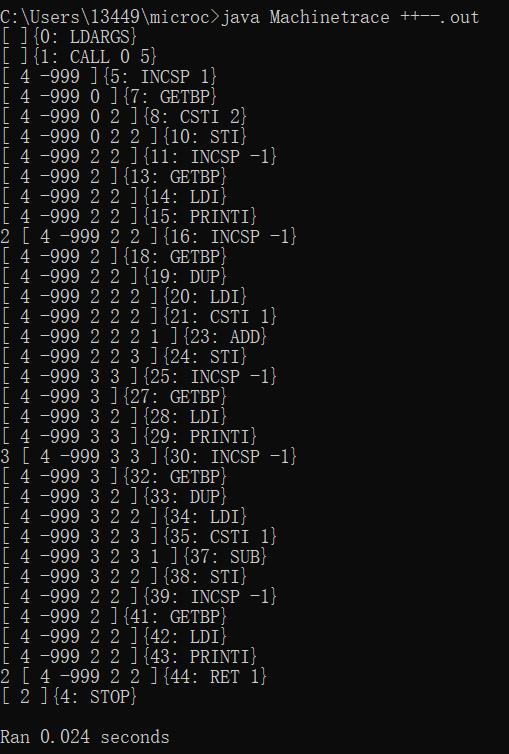 C:\Users\13449\microc>java Machinetrace ++--.out
[ ]{0: LDARGS}
[ ]{1: CALL 0 5}
[ 4 -999 ]{5: INCSP 1}
[ 4 -999 0 ]{7: GETBP}
[ 4 -999 0 2 ]{8: CSTI 2}
[ 4 -999 0 2 2 ]{10: STI}
[ 4 -999 2 2 ]{11: INCSP -1}
[ 4 -999 2 ]{13: GETBP}
[ 4 -999 2 2 ]{14: LDI}
[ 4 -999 2 2 ]{15: PRINTI}
2 [ 4 -999 2 2 ]{16: INCSP -1}
[ 4 -999 2 ]{18: GETBP}
[ 4 -999 2 2 ]{19: DUP}
[ 4 -999 2 2 2 ]{20: LDI}
[ 4 -999 2 2 2 ]{21: CSTI 1}
[ 4 -999 2 2 2 1 ]{23: ADD}
[ 4 -999 2 2 3 ]{24: STI}
[ 4 -999 3 3 ]{25: INCSP -1}
[ 4 -999 3 ]{27: GETBP}
[ 4 -999 3 2 ]{28: LDI}
[ 4 -999 3 3 ]{29: PRINTI}
3 [ 4 -999 3 3 ]{30: INCSP -1}
[ 4 -999 3 ]{32: GETBP}
[ 4 -999 3 2 ]{33: DUP}
[ 4 -999 3 2 2 ]{34: LDI}
[ 4 -999 3 2 3 ]{35: CSTI 1}
[ 4 -999 3 2 3 1 ]{37: SUB}
[ 4 -999 3 2 2 ]{38: STI}
[ 4 -999 2 2 ]{39: INCSP -1}
[ 4 -999 2 ]{41: GETBP}
[ 4 -999 2 2 ]{42: LDI}
[ 4 -999 2 2 ]{43: PRINTI}
2 [ 4 -999 2 2 ]{44: RET 1}
[ 2 ]{4: STOP}
Ran 0.024 seconds